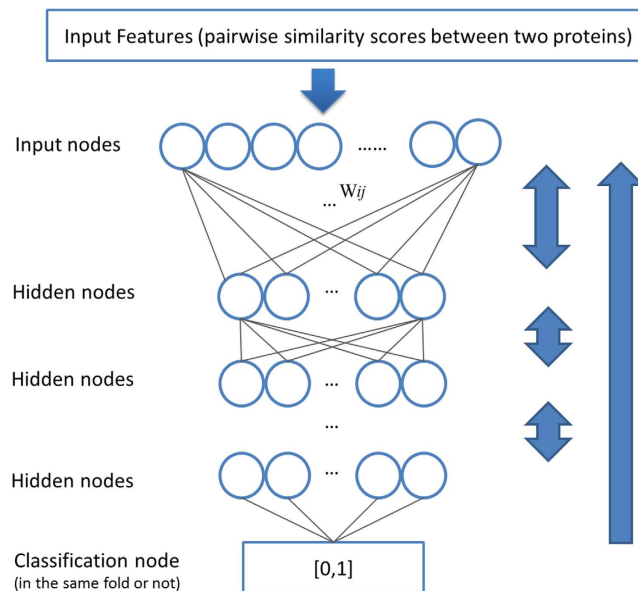 Input Features (pairwise similarity scores between two proteins)
Input nodes
......
... Wij
Hidden nodes
...
Hidden nodes
...
...
Hidden nodes
...
Classification node
(in the same fold or not)
[0,1]